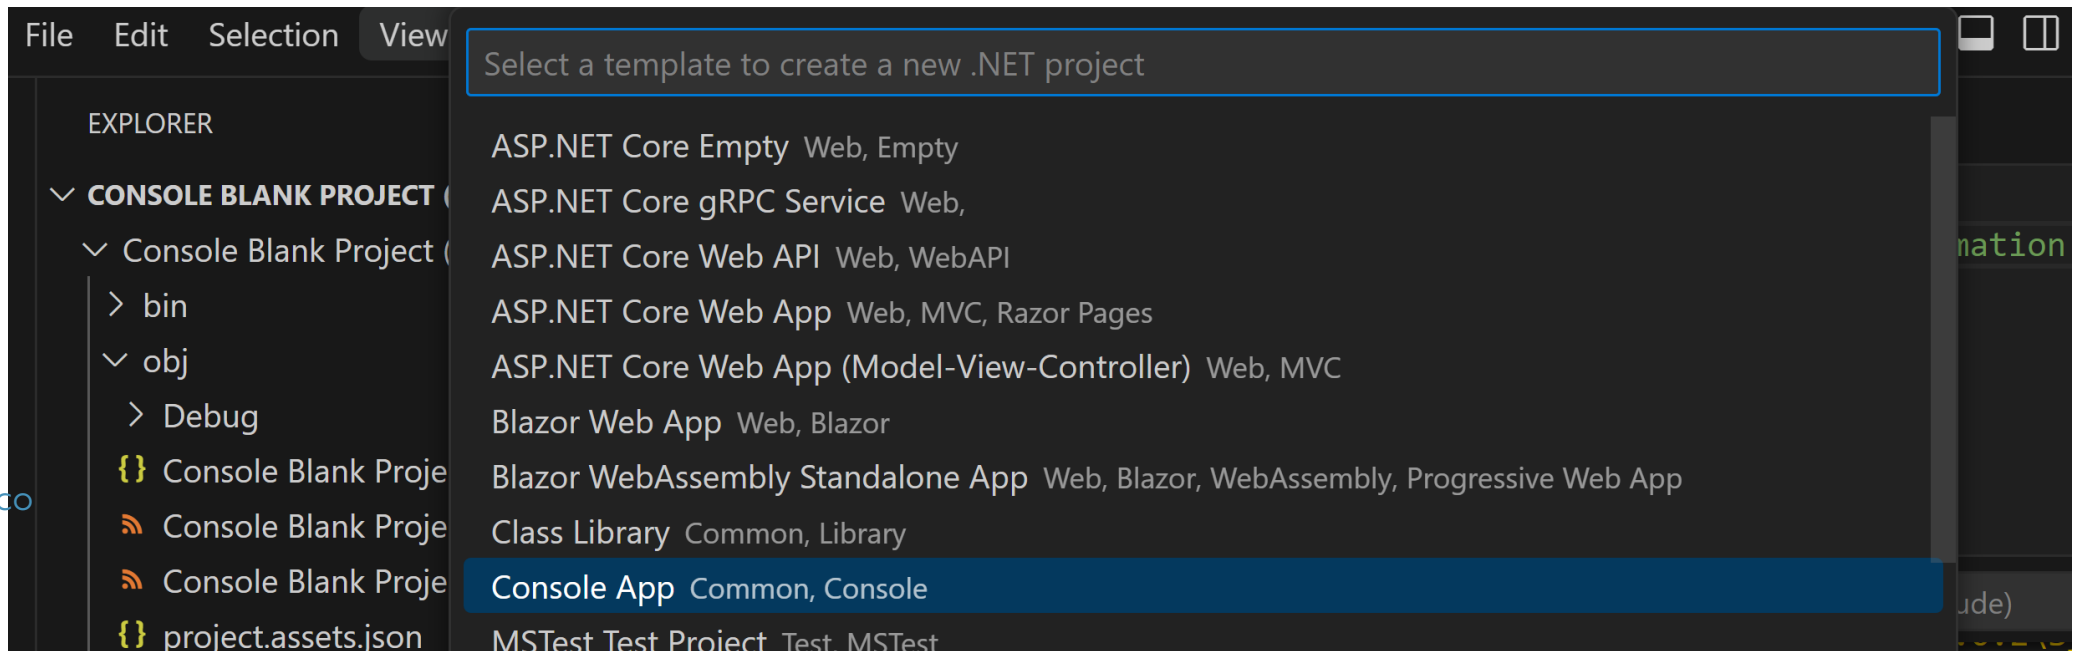 File Edit Selection View
Select a template to create a new .NET project
EXPLORER
CONSOLE BLANK PROJECT (
Console Blank Project (
bin
obj
Debug
{} Console Blank Proje
Console Blank Proje
Console Blank Proje
{} project.assets.json
co
ASP.NET Core Empty Web, Empty
ASP.NET Core gRPC Service Web,
ASP.NET Core Web API Web, WebAPI
ASP.NET Core Web App Web, MVC, Razor Pages
ASP.NET Core Web App (Model-View-Controller) Web, MVC
Blazor Web App Web, Blazor
Blazor WebAssembly Standalone App Web, Blazor, WebAssembly, Progressive Web App
Class Library Common, Library
Console App Common, Console
MSTest Test Project Test, MSTest
mation
ude)